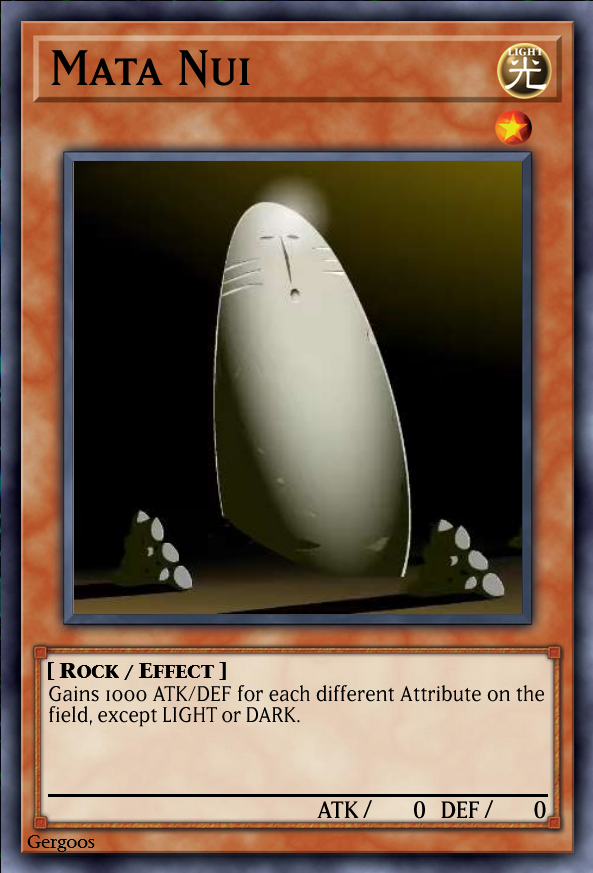 Mata Nui
LIGHT
光
[ Rock / Effect ]
Gains 1000 ATK/DEF for each different Attribute on the
field, except LIGHT or DARK.
ATK / 0 DEF / 0
Gergoos